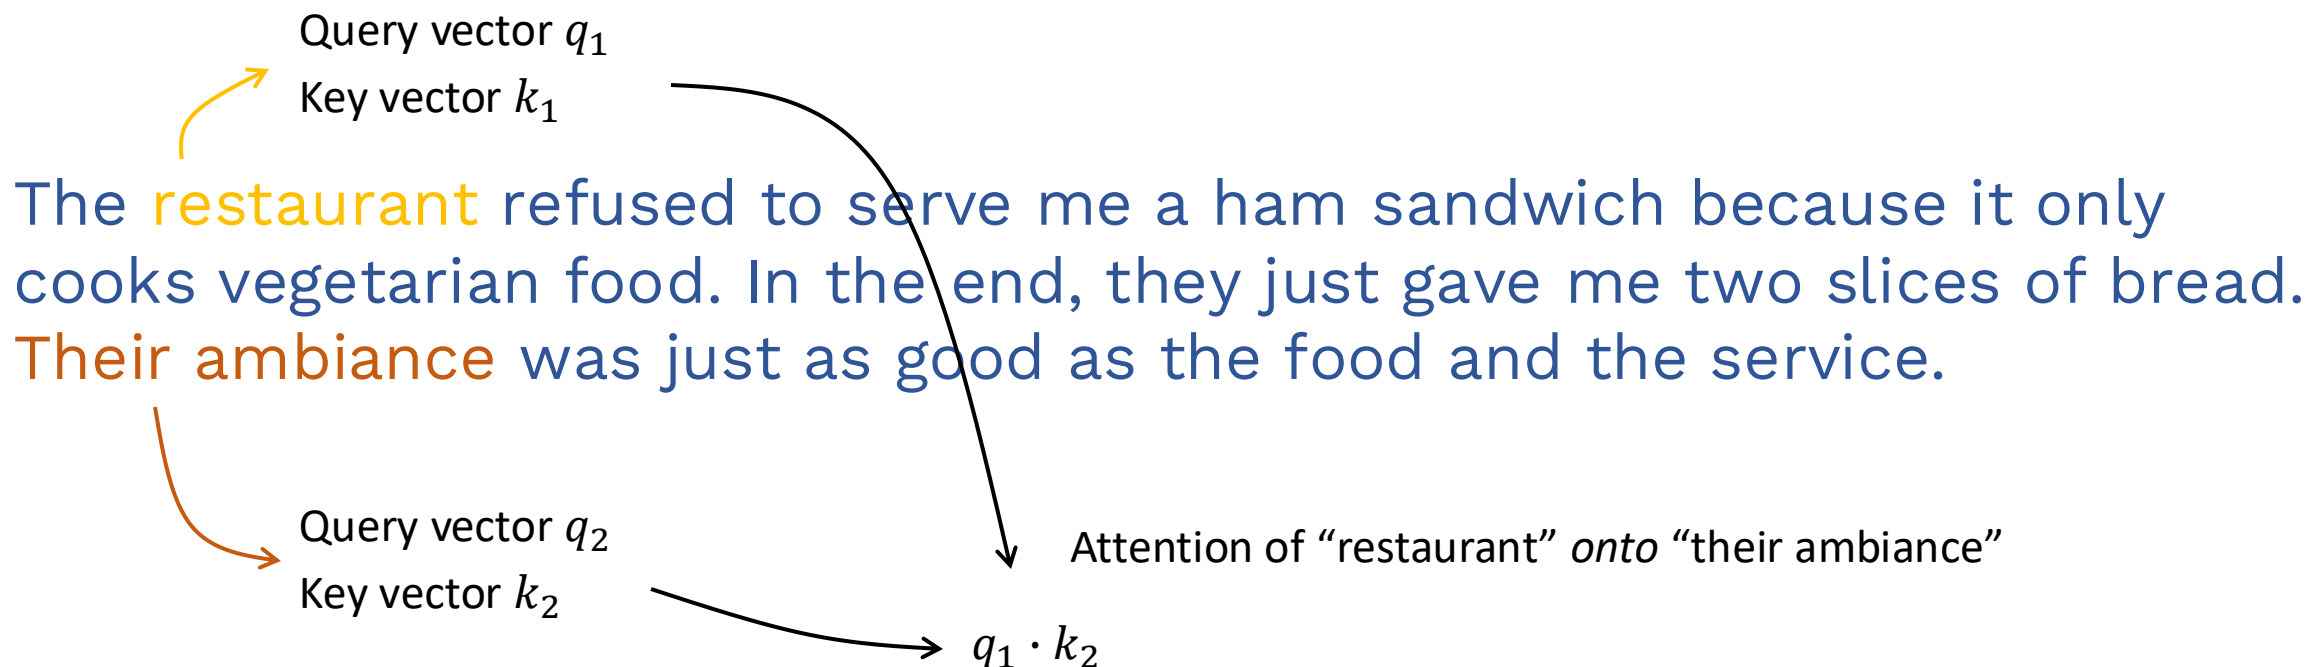 Query vector q₁
Key vector k₁
The restaurant refused to serve me a ham sandwich because it only
cooks vegetarian food. In the end, they just gave me two slices of bread.
Their ambiance was just as good as the food and the service.
Query vector q₂
Key vector k₂
Attention of “restaurant” onto “their ambiance”
q₁ · k₂